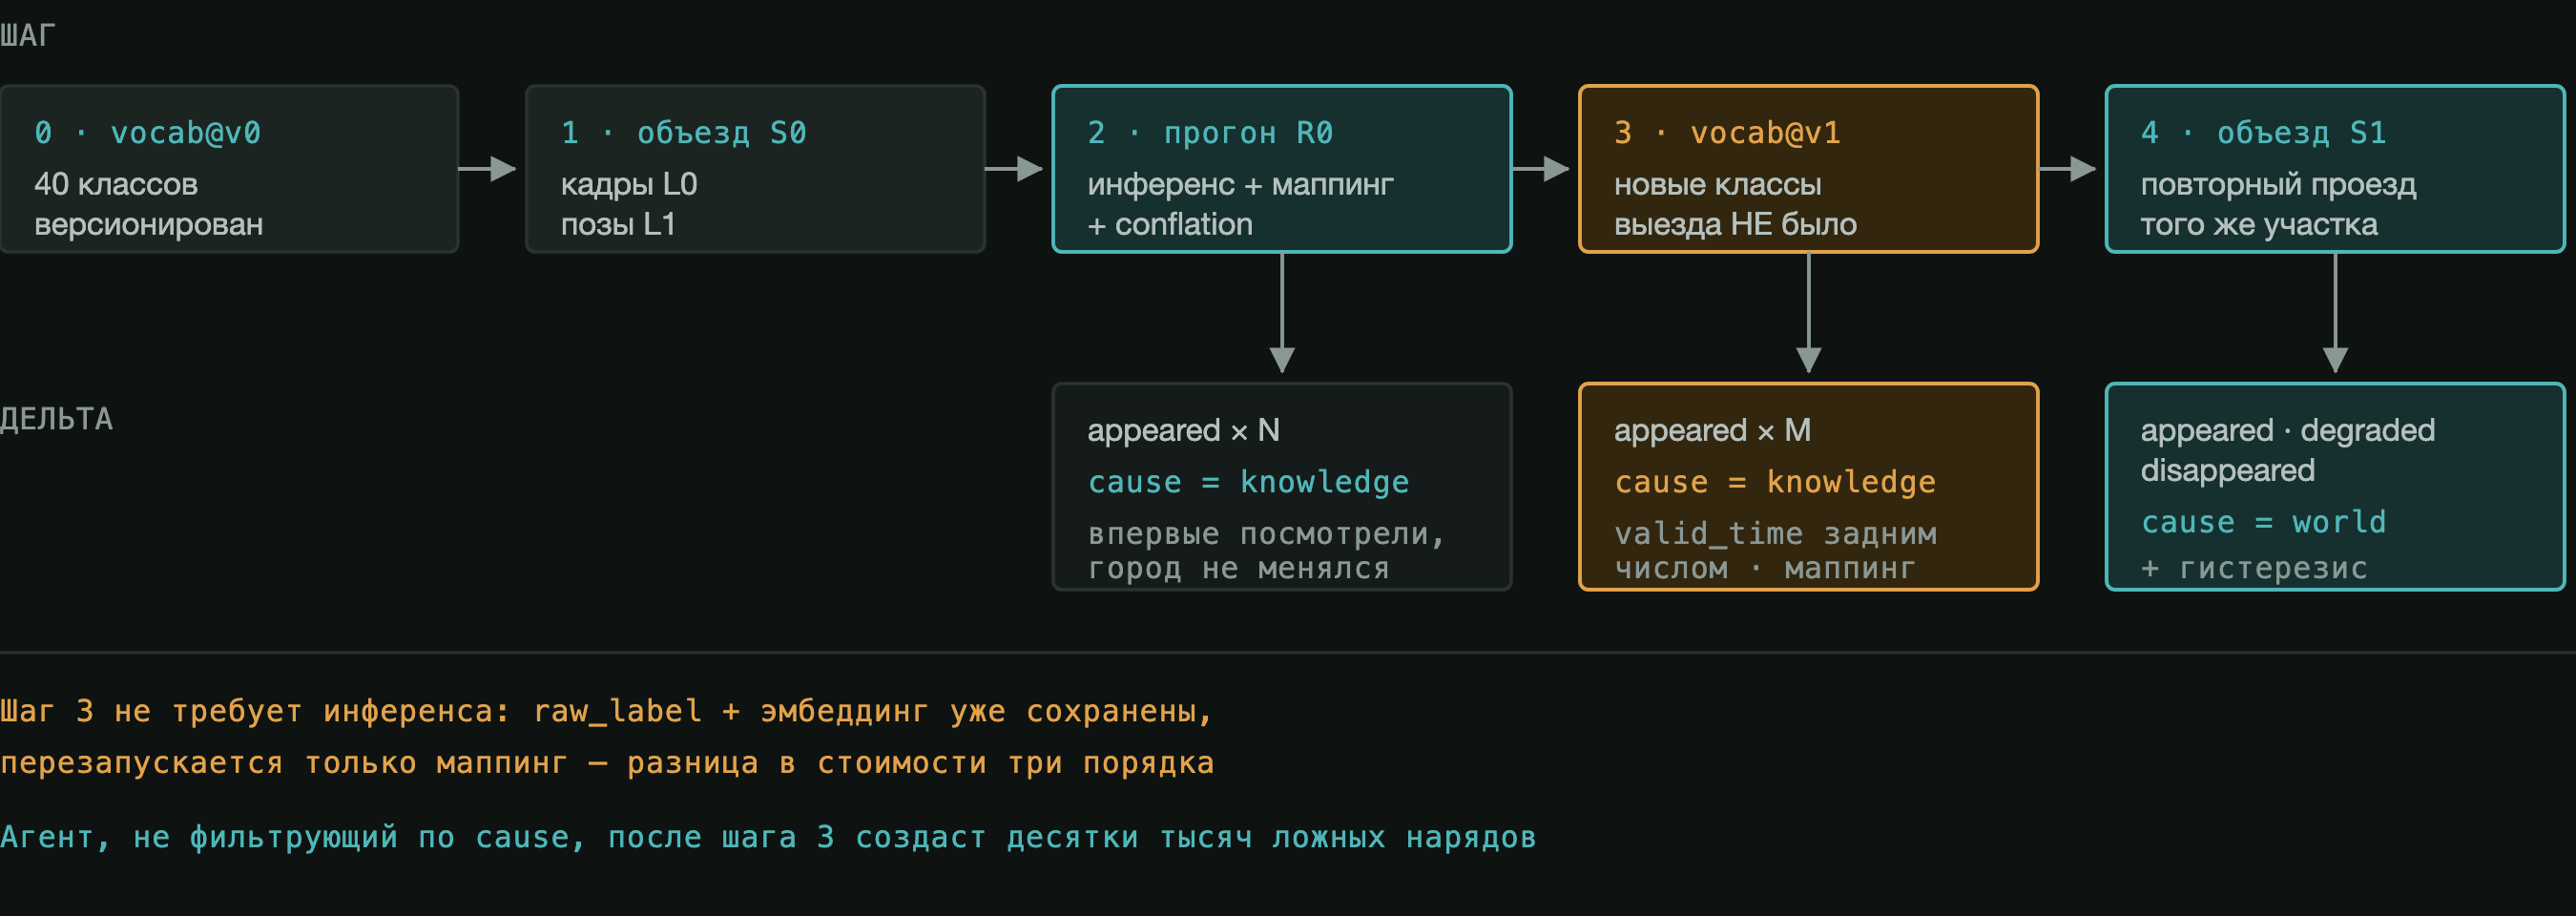 ШАГ
0 · vocab@v0
40 классов
версионирован
1 · объезд S0
кадры L0
позы L1
2 · прогон R0
инференс + маппинг
+ conflation
3 · vocab@v1
новые классы
выезда НЕ было
4 · объезд S1
повторный проезд
того же участка
ДЕЛЬТА
appeared × N
cause = knowledge
впервые посмотрели,
город не менялся
appeared × M
cause = knowledge
valid_time задним
числом · маппинг
appeared · degraded
disappeared
cause = world
+ гистерезис
Шаг 3 не требует инференса: raw_label + эмбеддинг уже сохранены,
перезапускается только маппинг — разница в стоимости три порядка
Агент, не фильтрующий по cause, после шага 3 создаст десятки тысяч ложных нарядов